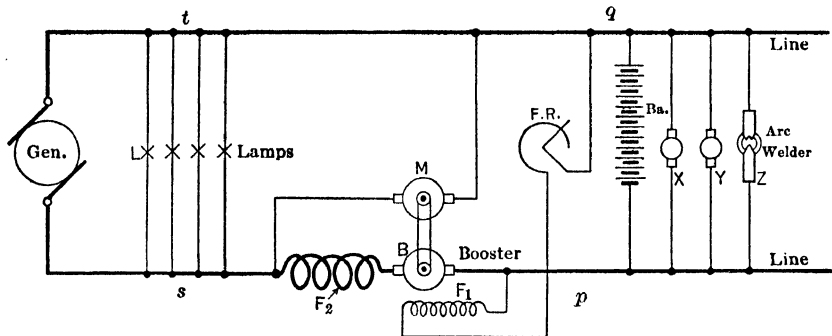 t
q
Line
Gen.
L
Lamps
F.R.
Ba.
Arc
Welder
M
X
Y
Z
B
Booster
Line
s
F2
F1
p